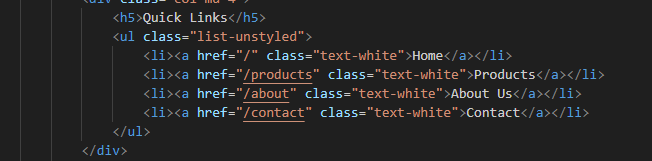 <h5>Quick Links</h5>
<ul class="list-unstyled">
<li><a href="/" class="text-white">Home</a></li>
<li><a href="/products" class="text-white">Products</a></li>
<li><a href="/about" class="text-white">About Us</a></li>
<li><a href="/contact" class="text-white">Contact</a></li>
</ul>
</div>